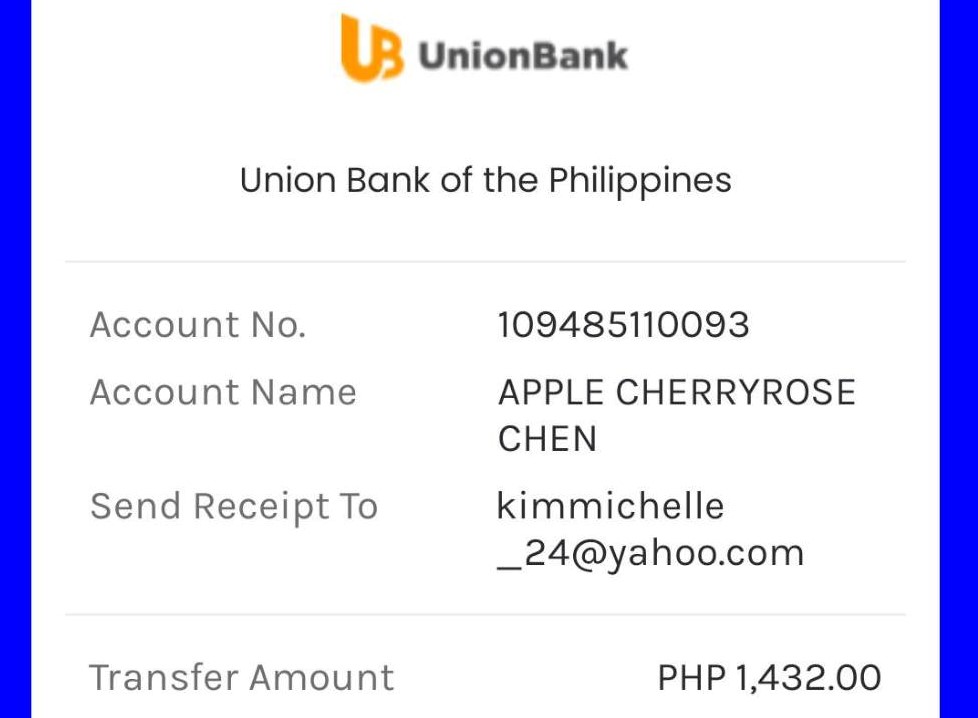 UnionBank
Union Bank of the Philippines
Account No. 109485110093
Account Name APPLE CHERRYROSE
CHEN
Send Receipt To kimmichelle
_24@yahoo.com
Transfer Amount PHP 1,432.00